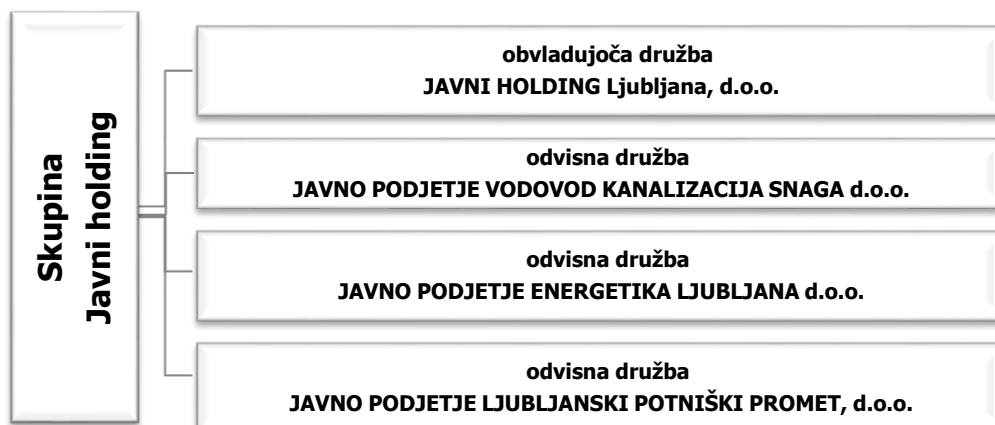 Skupina
Javni holding
obvladujoča družba
JAVNI HOLDING Ljubljana, d.o.o.
odvisna družba
JAVNO PODJETJE VODOVOD KANALIZACIJA SNAGA d.o.o.
odvisna družba
JAVNO PODJETJE ENERGETIKA LJUBLJANA d.o.o.
odvisna družba
JAVNO PODJETJE LJUBLJANSKI POTNIŠKI PROMET, d.o.o.